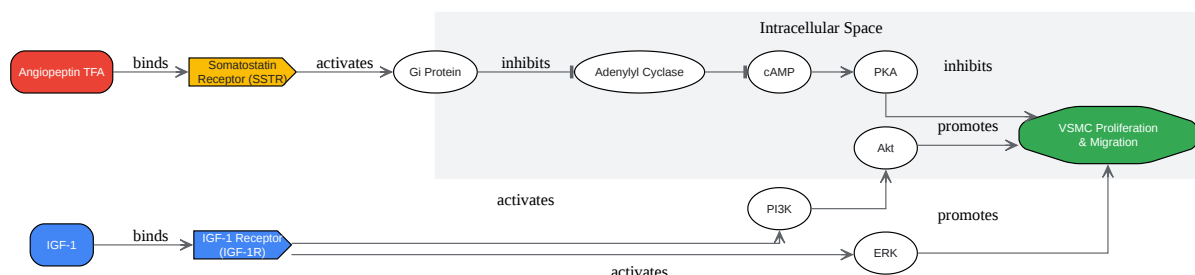 Intracellular Space
Angiopeptin TFA
binds
Somatostatin
Receptor (SSTR)
activates
Gi Protein
inhibits
Adenylyl Cyclase
cAMP
PKA
inhibits
VSMC Proliferation
& Migration
promotes
Akt
activates
PI3K
promotes
IGF-1
binds
IGF-1 Receptor
(IGF-1R)
ERK
activates